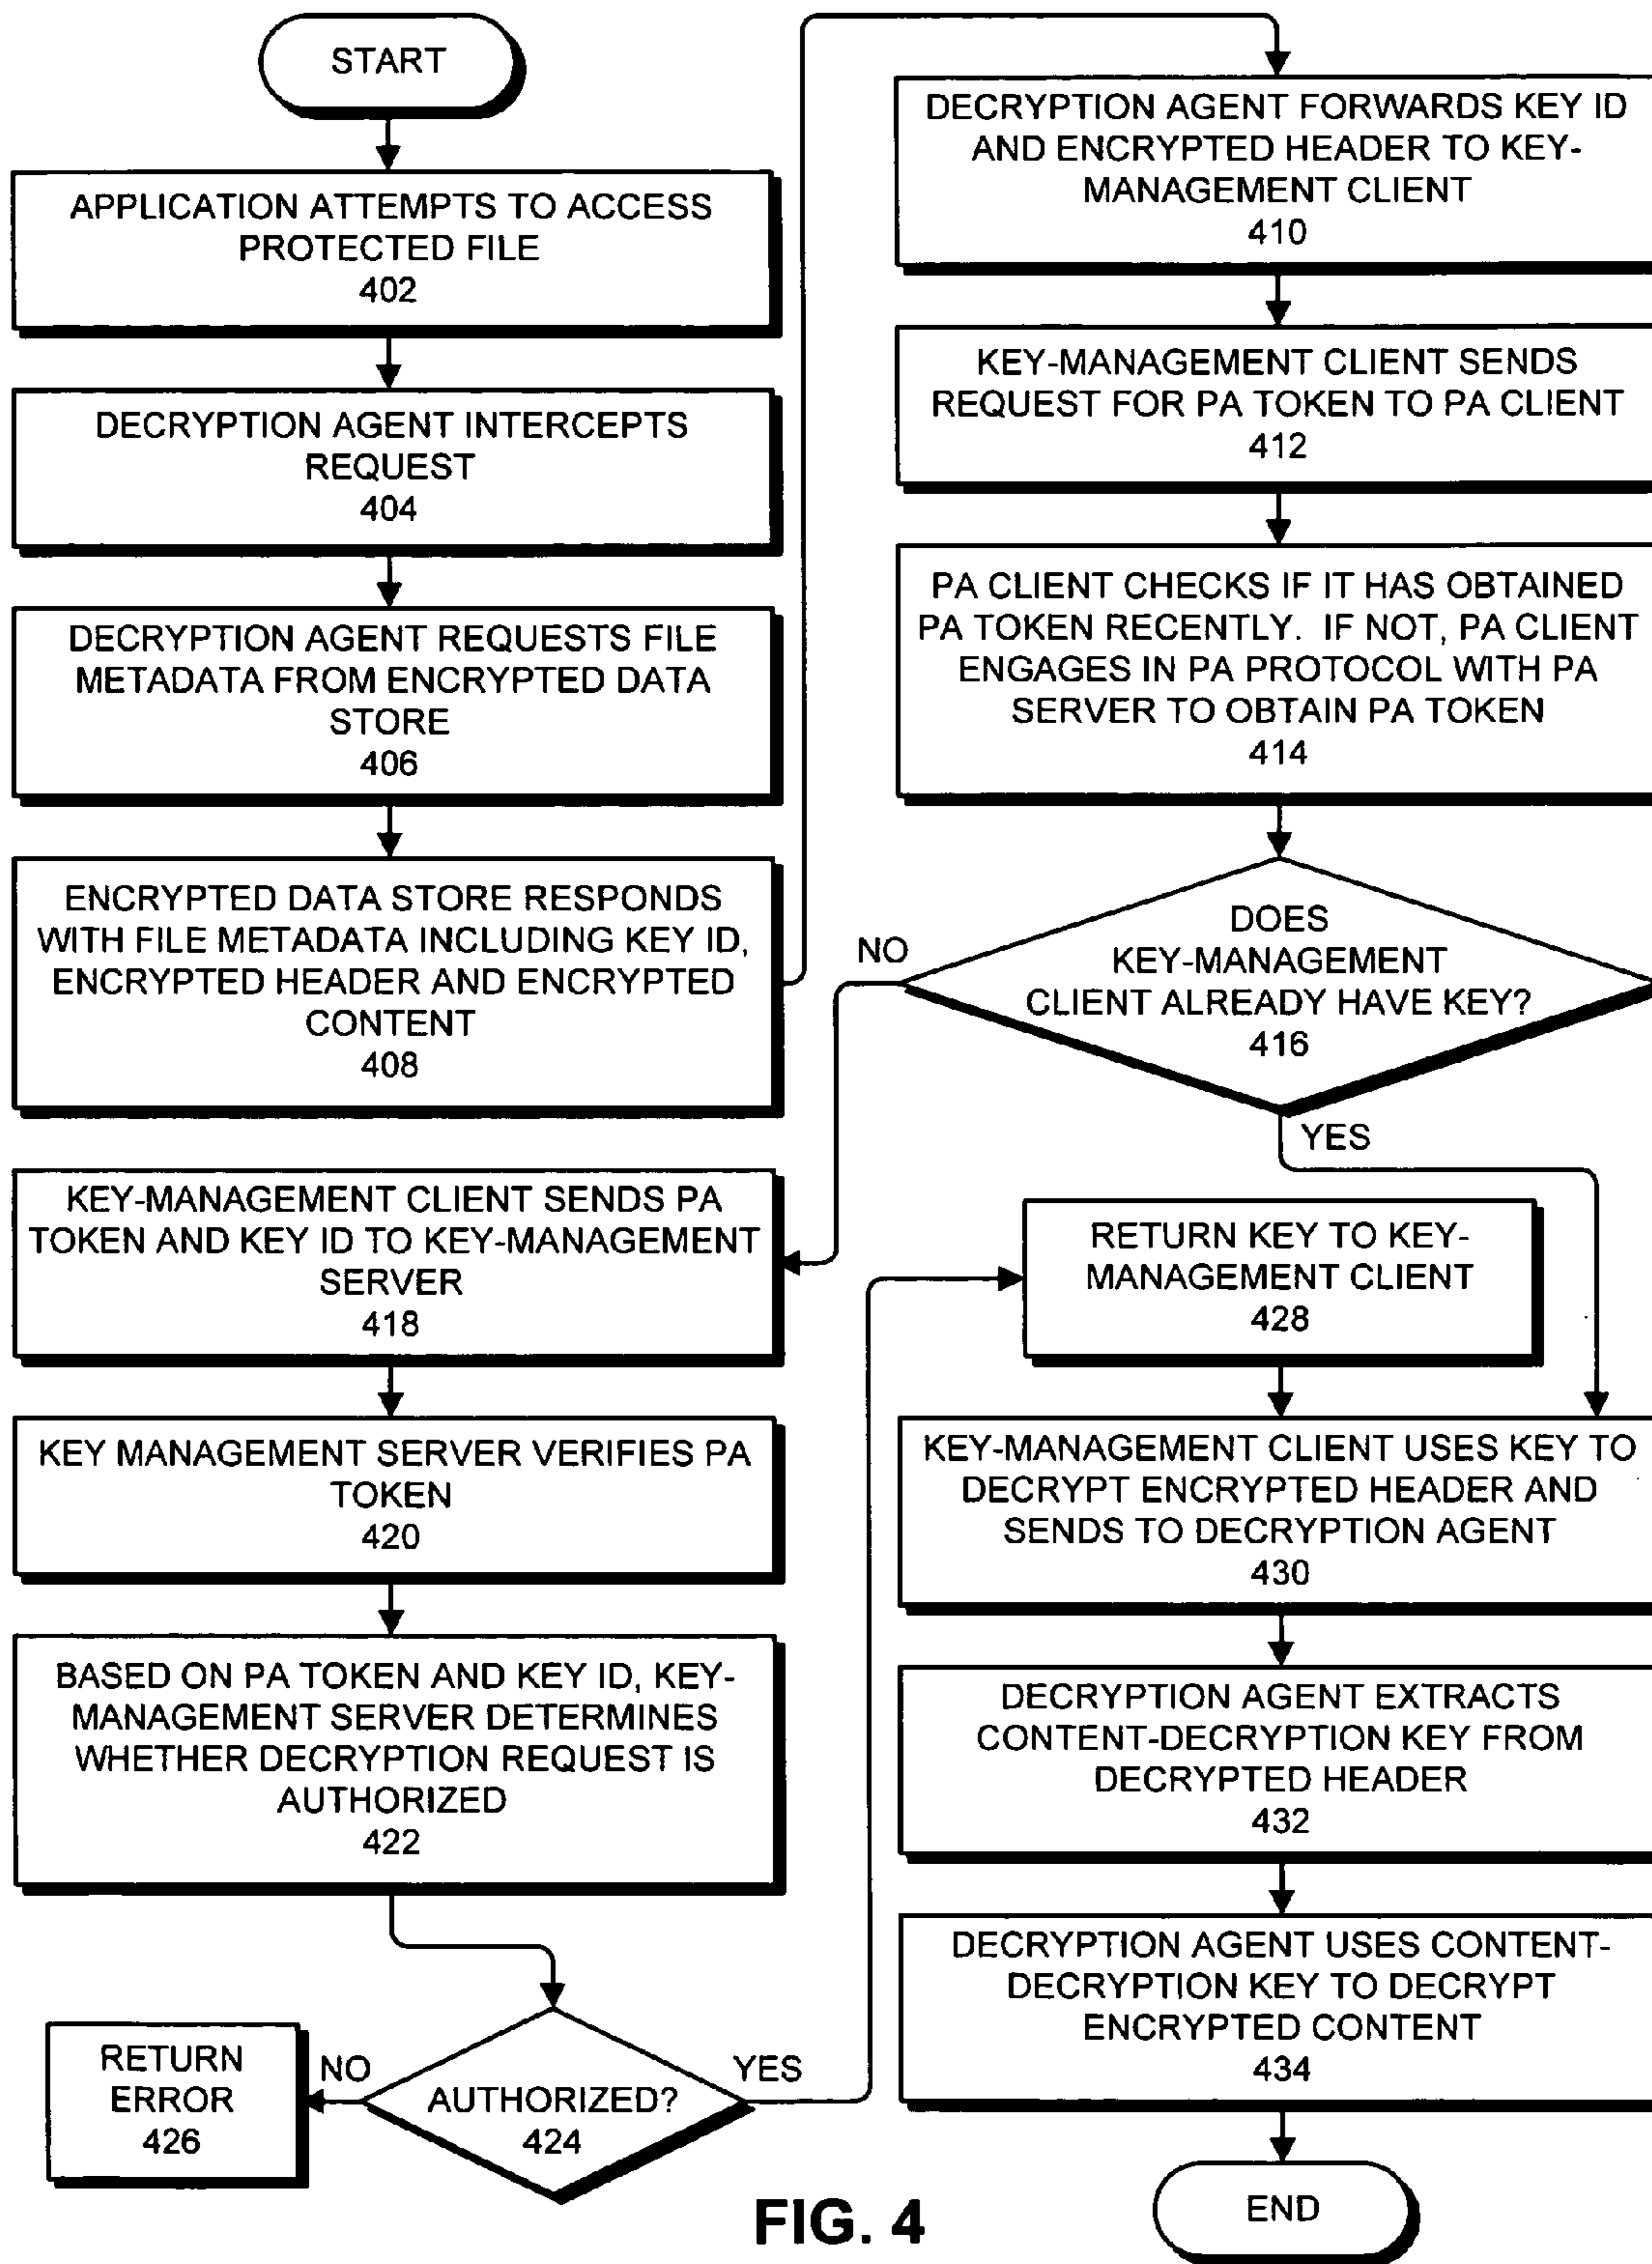 START
APPLICATION ATTEMPTS TO ACCESS
PROTECTED FILE
402
DECRYPTION AGENT INTERCEPTS
REQUEST
404
DECRYPTION AGENT REQUESTS FILE
METADATA FROM ENCRYPTED DATA
STORE
406
ENCRYPTED DATA STORE RESPONDS
WITH FILE METADATA INCLUDING KEY ID,
ENCRYPTED HEADER AND ENCRYPTED
CONTENT
408
DECRYPTION AGENT FORWARDS KEY ID
AND ENCRYPTED HEADER TO KEY-
MANAGEMENT CLIENT
410
KEY-MANAGEMENT CLIENT SENDS
REQUEST FOR PA TOKEN TO PA CLIENT
412
PA CLIENT CHECKS IF IT HAS OBTAINED
PA TOKEN RECENTLY. IF NOT, PA CLIENT
ENGAGES IN PA PROTOCOL WITH PA
SERVER TO OBTAIN PA TOKEN
414
DOES
KEY-MANAGEMENT
CLIENT ALREADY HAVE KEY?
416
NO
YES
KEY-MANAGEMENT CLIENT SENDS PA
TOKEN AND KEY ID TO KEY-MANAGEMENT
SERVER
418
KEY MANAGEMENT SERVER VERIFIES PA
TOKEN
420
BASED ON PA TOKEN AND KEY ID, KEY-
MANAGEMENT SERVER DETERMINES
WHETHER DECRYPTION REQUEST IS
AUTHORIZED
422
AUTHORIZED?
424
NO
YES
RETURN
ERROR
426
RETURN KEY TO KEY-
MANAGEMENT CLIENT
428
KEY-MANAGEMENT CLIENT USES KEY TO
DECRYPT ENCRYPTED HEADER AND
SENDS TO DECRYPTION AGENT
430
DECRYPTION AGENT EXTRACTS
CONTENT-DECRYPTION KEY FROM
DECRYPTED HEADER
432
DECRYPTION AGENT USES CONTENT-
DECRYPTION KEY TO DECRYPT
ENCRYPTED CONTENT
434
END
FIG. 4